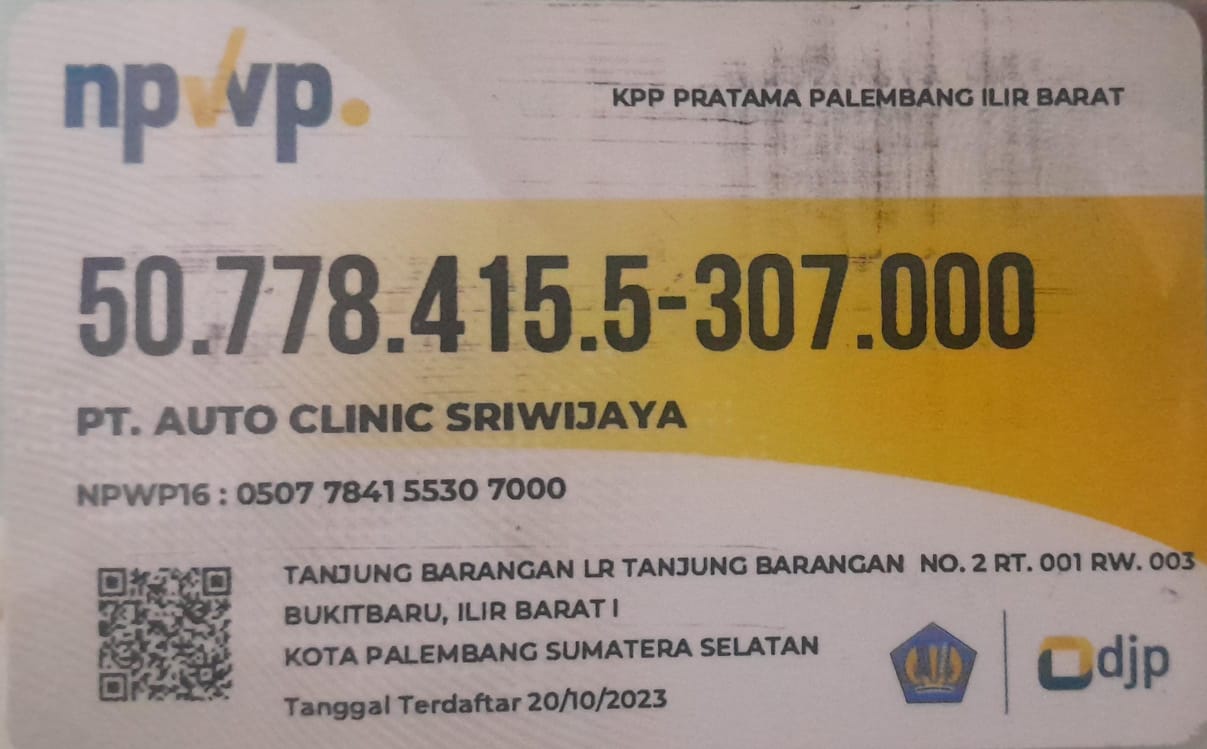 npwp.
KPP PRATAMA PALEMBANG ILIR BARAT
50.778.415.5-307.000
PT. AUTO CLINIC SRIWIJAYA
NPWP16 : 0507 7841 5530 7000
TANJUNG BARANGAN LR TANJUNG BARANGAN NO. 2 RT. 001 RW. 003
BUKITBARU, ILIR BARAT I
KOTA PALEMBANG SUMATERA SELATAN
Tanggal Terdaftar 20/10/2023
djp